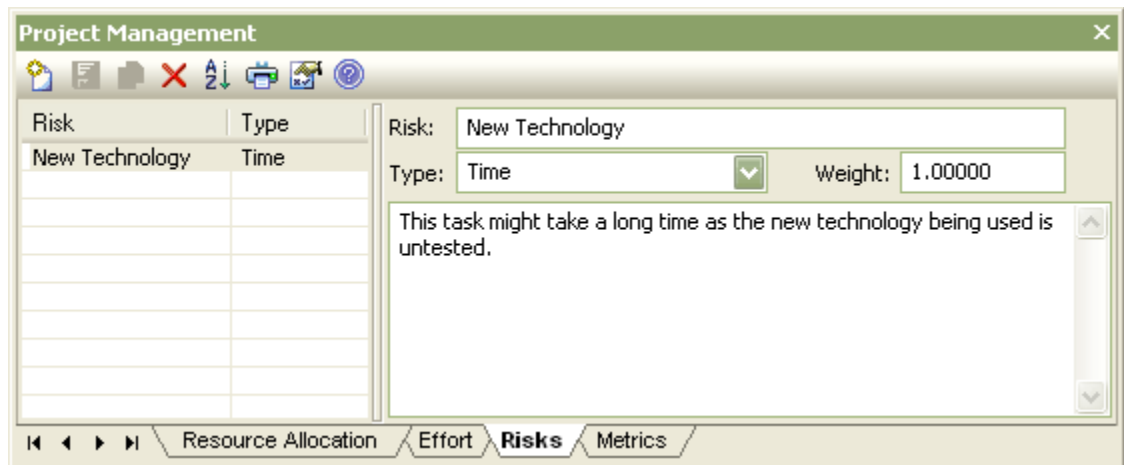 Project Management
Risk Type
New Technology Time
Risk: New Technology
Type: Time Weight: 1.00000
This task might take a long time as the new technology being used is
untested.
Resource Allocation Effort Risks Metrics